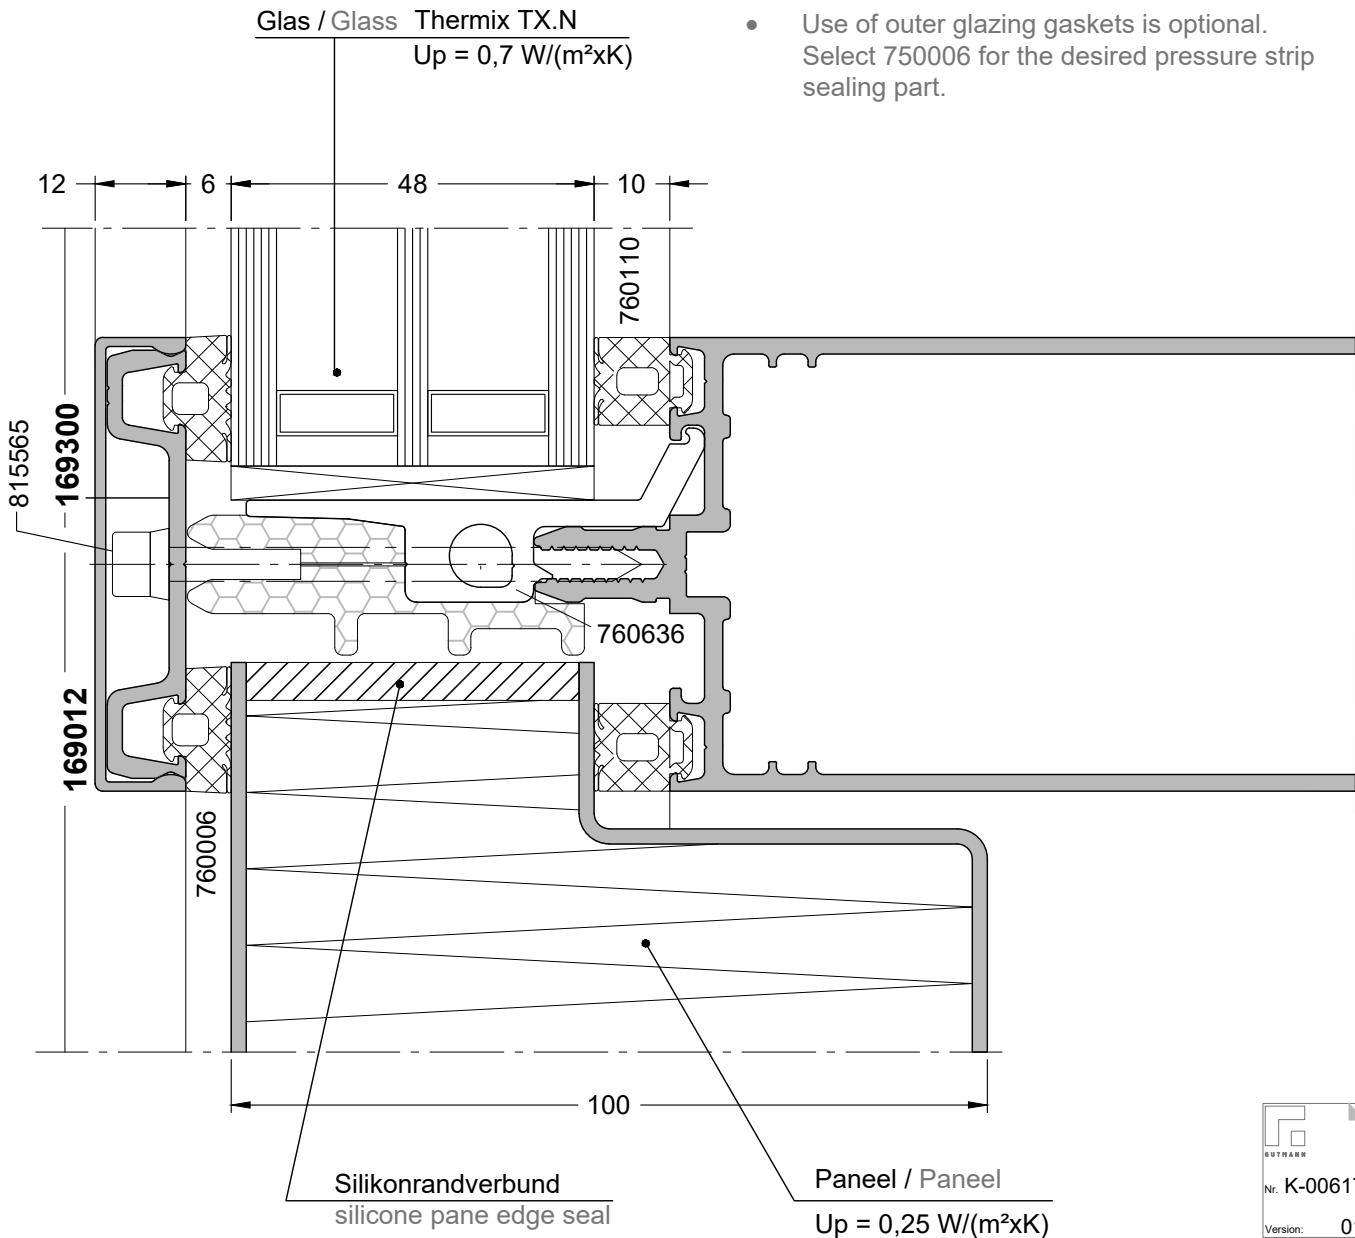 Glas / Glass Thermix TX.N
Up = 0,7 W/(m²xK)
● Use of outer glazing gaskets is optional.
Select 750006 for the desired pressure strip
sealing part.
12
6
48
10
760110
815565
169300
760636
169012
760006
100
Silikonrandverbund
silicone pane edge seal
Paneel / Paneel
Up = 0,25 W/(m²xK)
GUTMANN
Nr. K-00617
Version: 01